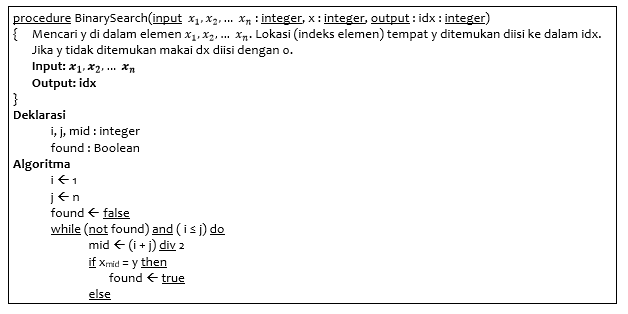 procedure BinarySearch(input x₁, x₂, ... xₙ : integer, x : integer, output : idx : integer)
{ Mencari y di dalam elemen x₁, x₂, ... xₙ. Lokasi (indeks elemen) tempat y ditemukan diisi ke dalam idx.
Jika y tidak ditemukan makai dx diisi dengan 0.
Input: x₁, x₂, ... xₙ
Output: idx
}
Deklarasi
i, j, mid : integer
found : Boolean
Algoritma
i ← 1
j ← n
found ← false
while (not found) and ( i ≤ j) do
mid ← (i + j) div 2
if xmid = y then
found ← true
else